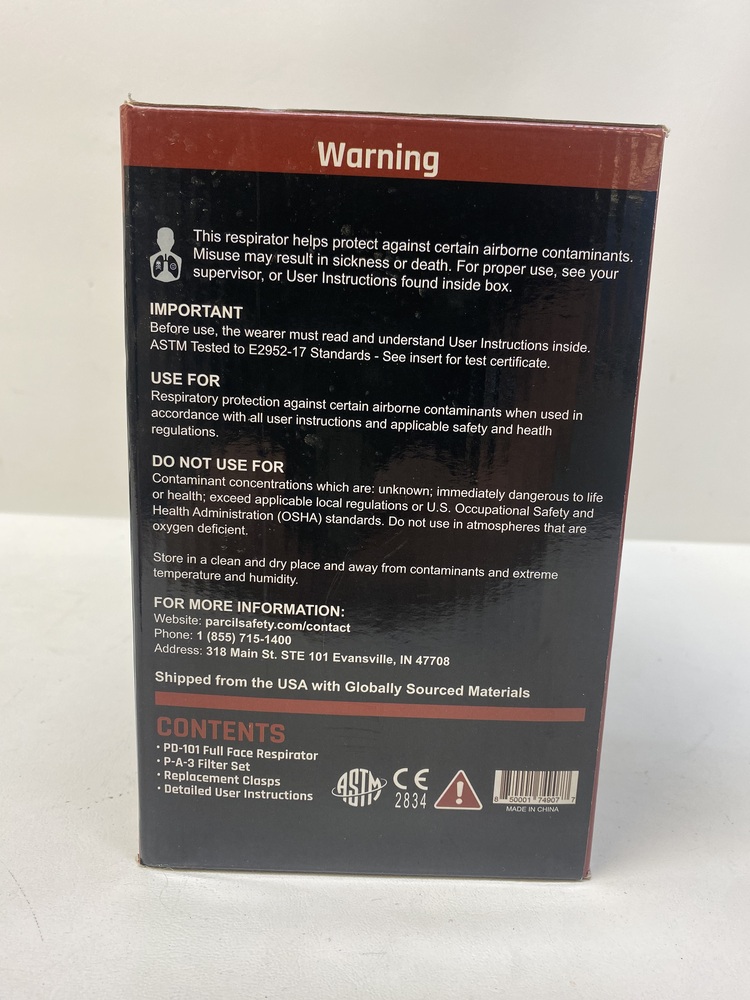 Warning
This respirator helps protect against certain airborne contaminants.
Misuse may result in sickness or death. For proper use, see your
supervisor, or User Instructions found inside box.
IMPORTANT
Before use, the wearer must read and understand User Instructions inside.
ASTM Tested to E2952-17 Standards - See insert for test certificate.
USE FOR
Respiratory protection against certain airborne contaminants when used in
accordance with all user instructions and applicable safety and heatlh
regulations.
DO NOT USE FOR
Contaminant concentrations which are: unknown; immediately dangerous to life
or health; exceed applicable local regulations or U.S. Occupational Safety and
Health Administration (OSHA) standards. Do not use in atmospheres that are
oxygen deficient.
Store in a clean and dry place and away from contaminants and extreme
temperature and humidity.
FOR MORE INFORMATION:
Website: parcilsafety.com/contact
Phone: 1 (855) 715-1400
Address: 318 Main St. STE 101 Evansville, IN 47708
Shipped from the USA with Globally Sourced Materials
CONTENTS
• PD-101 Full Face Respirator
• P-A-3 Filter Set
• Replacement Clasps
• Detailed User Instructions
ASTM
CE
2834
!
8 50001 74907 7
MADE IN CHINA